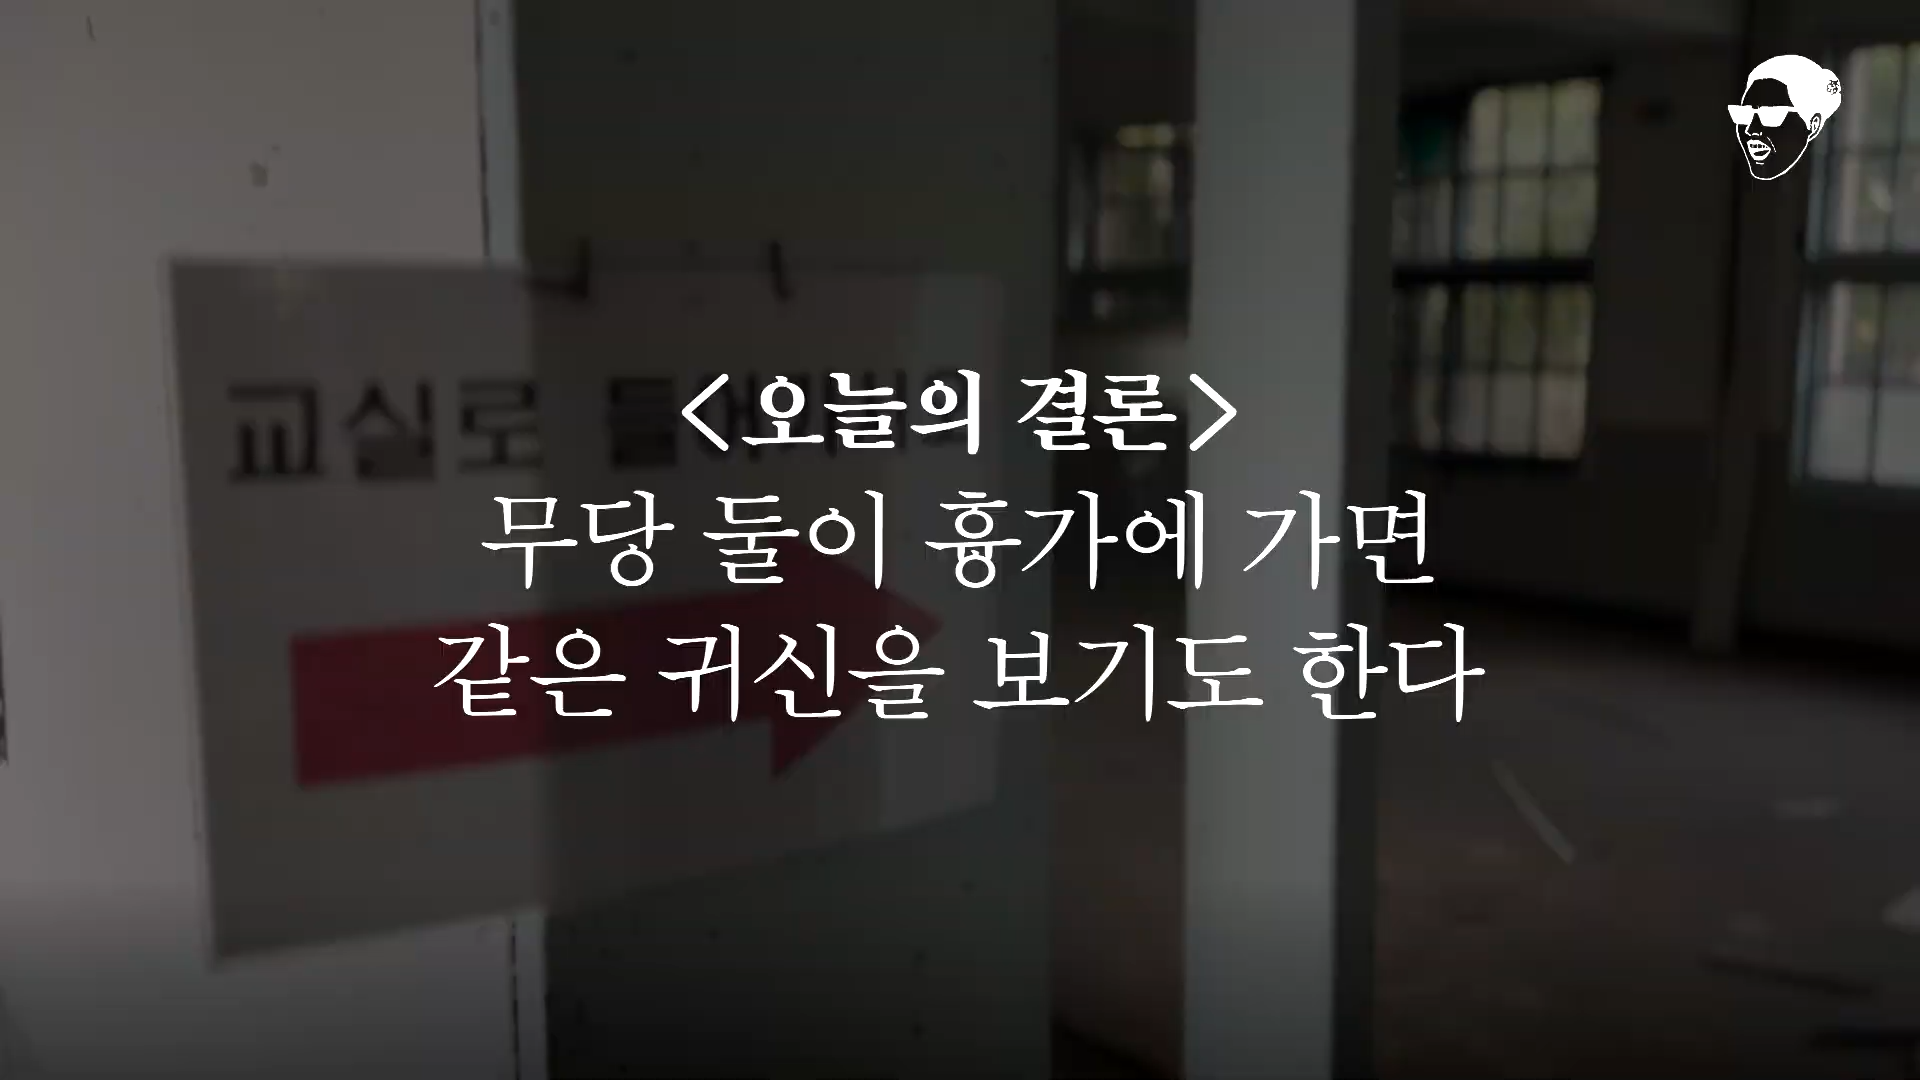 <오늘의 결론>
무당 둘이 흉가에 가면
같은 귀신을 보기도 한다
교실로